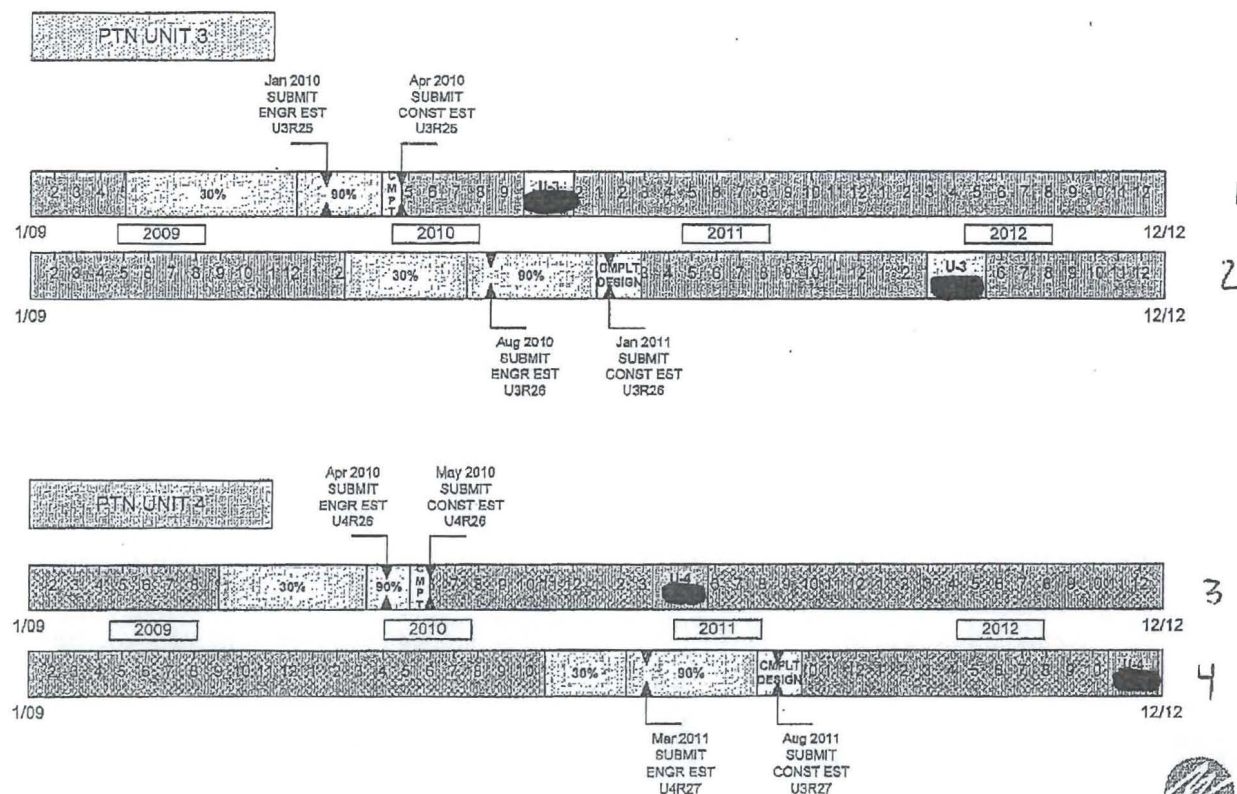 PTN UNIT 3
Jan 2010
SUBMIT
ENGR EST
U3R25
Apr 2010
SUBMIT
CONST EST
U3R25
2 3 4 30% 90% CMPT 5 6 7 8 9 U-3 2 1 2 3 4 5 6 7 8 9 10 11 12 1 2 3 4 5 6 7 8 9 10 11 12
1
1/09 2009 2010 2011 2012 12/12
2 3 4 5 6 7 8 9 10 11 12 1 2 30% 90% CMPLT DESIGN 3 4 5 6 7 8 9 10 11 12 1 2 U-3 6 7 8 9 10 11 12
2
1/09 12/12
Aug 2010
SUBMIT
ENGR EST
U3R26
Jan 2011
SUBMIT
CONST EST
U3R26
PTN UNIT 4
Apr 2010
SUBMIT
ENGR EST
U4R26
May 2010
SUBMIT
CONST EST
U4R26
2 3 4 5 6 7 8 30% 90% CMPT 7 8 9 10 11 12 1 2 3 U-4 6 7 8 9 10 11 12 1 2 3 4 5 6 7 8 9 12
3
1/09 2009 2010 2011 2012 12/12
2 3 4 5 6 7 8 9 10 11 12 1 2 3 4 5 6 7 8 9 0 30% 90% CMPLT DESIGN 10 11 12 1 2 3 4 5 6 7 8 9 0 U-4
4
1/09 12/12
Mar 2011
SUBMIT
ENGR EST
U4R27
Aug 2011
SUBMIT
CONST EST
U3R27